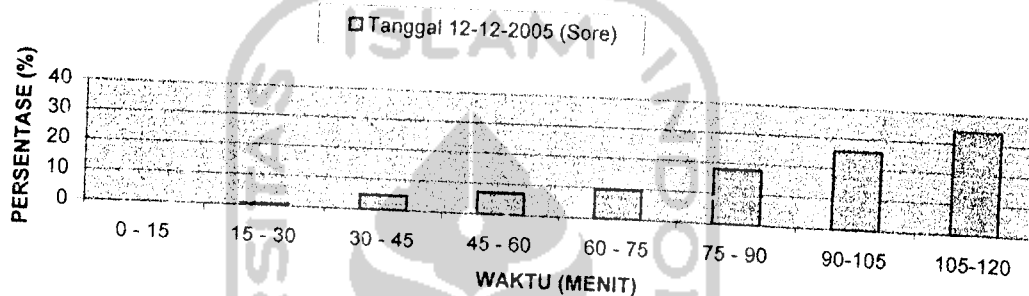 Tanggal 12-12-2005 (Sore)
PERSENTASE (%)
40
30
20
10
0
0 - 15
15 - 30
30 - 45
45 - 60
60 - 75
75 - 90
90-105
105-120
WAKTU (MENIT)
ISLAM